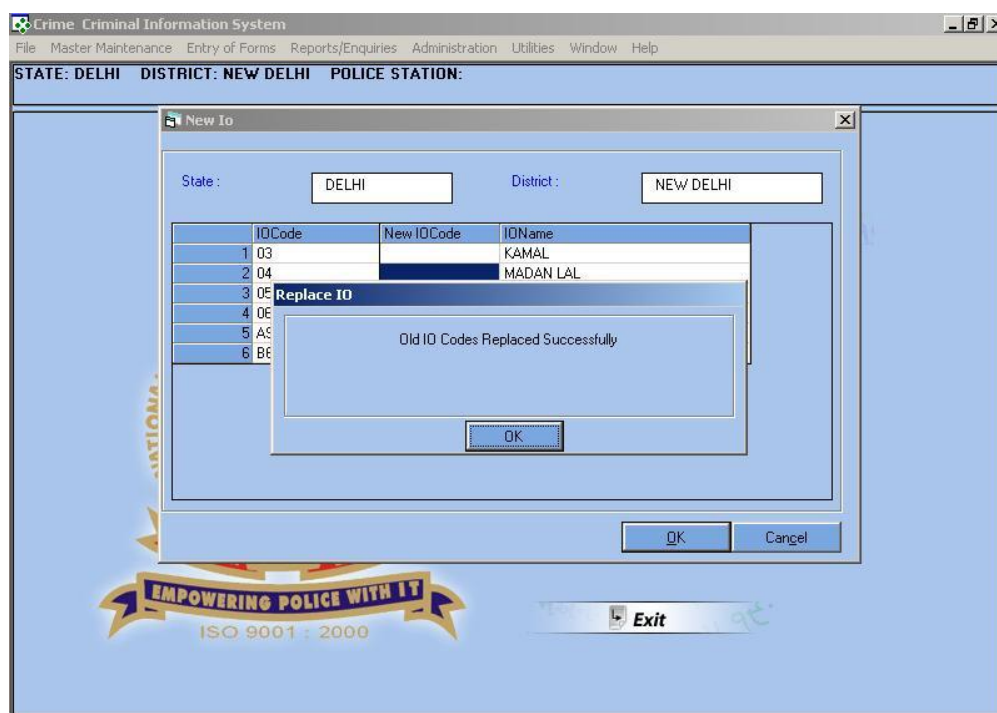 Crime Criminal Information System
File Master Maintenance Entry of Forms Reports/Enquiries Administration Utilities Window Help
STATE: DELHI DISTRICT: NEW DELHI POLICE STATION:
New Io
State : DELHI District : NEW DELHI
IOCode New IOCode IOName
1 03 KAMAL
2 04 MADAN LAL
3 05
4 06
5
6
Replace IO
Old IO Codes Replaced Successfully
OK
OK Cancel
EMPOWERING POLICE WITH IT
ISO 9001 : 2000
Exit